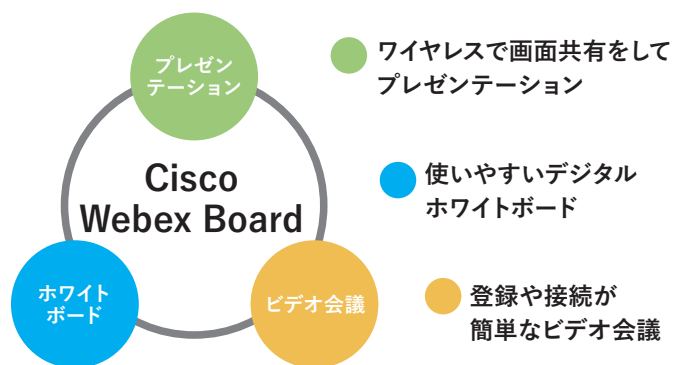 プレゼン
テーション
Cisco
Webex Board
ホワイト
ボード
ビデオ会議
ワイヤレスで画面共有をして
プレゼンテーション
使いやすいデジタル
ホワイトボード
登録や接続が
簡単なビデオ会議